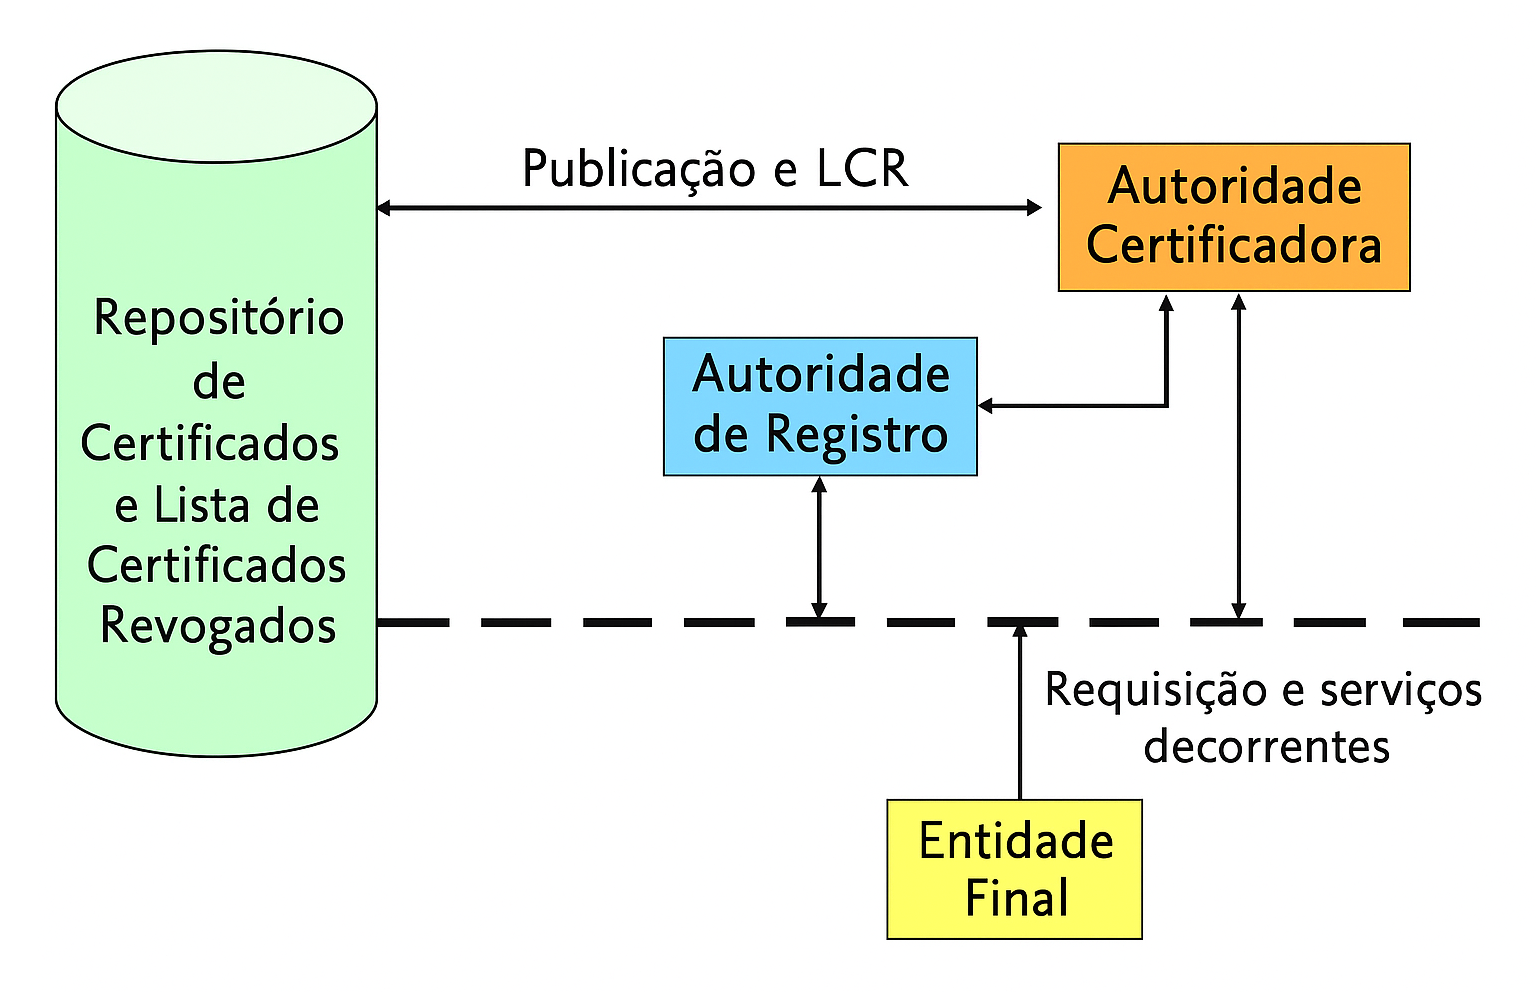 Publicação e LCR
Autoridade
Certificadora
Repositório
de
Certificados
e Lista de
Certificados
Revogados
Autoridade
de Registro
Requisição e serviços
decorrentes
Entidade
Final